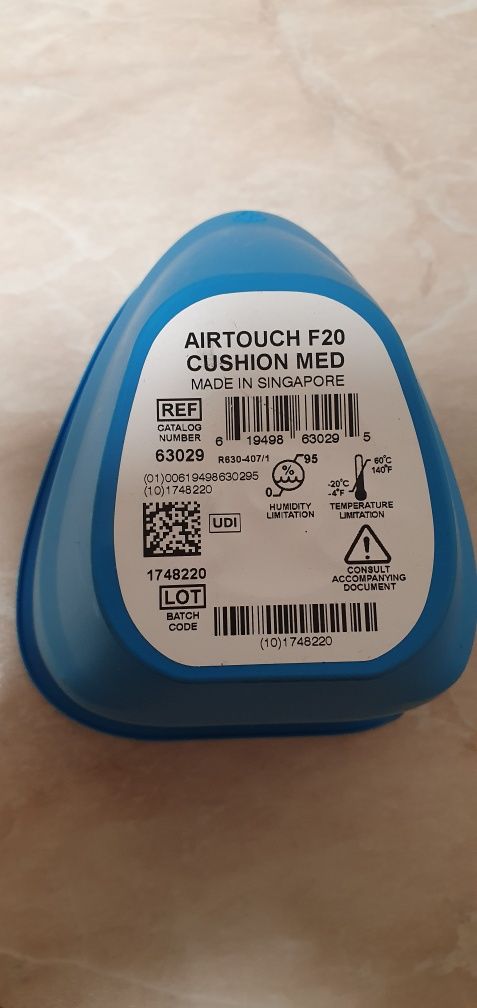 AIRTOUCH F20
CUSHION MED
MADE IN SINGAPORE
REF
CATALOG
NUMBER
63029
6 19498 63029 5
R630-407/1
(01)00619498630295
(10)1748220
%
95
0
HUMIDITY
LIMITATION
60°C
140°F
-20°C
-4°F
TEMPERATURE
LIMITATION
UDI
CONSULT
ACCOMPANYING
DOCUMENT
1748220
LOT
BATCH
CODE
(10)1748220